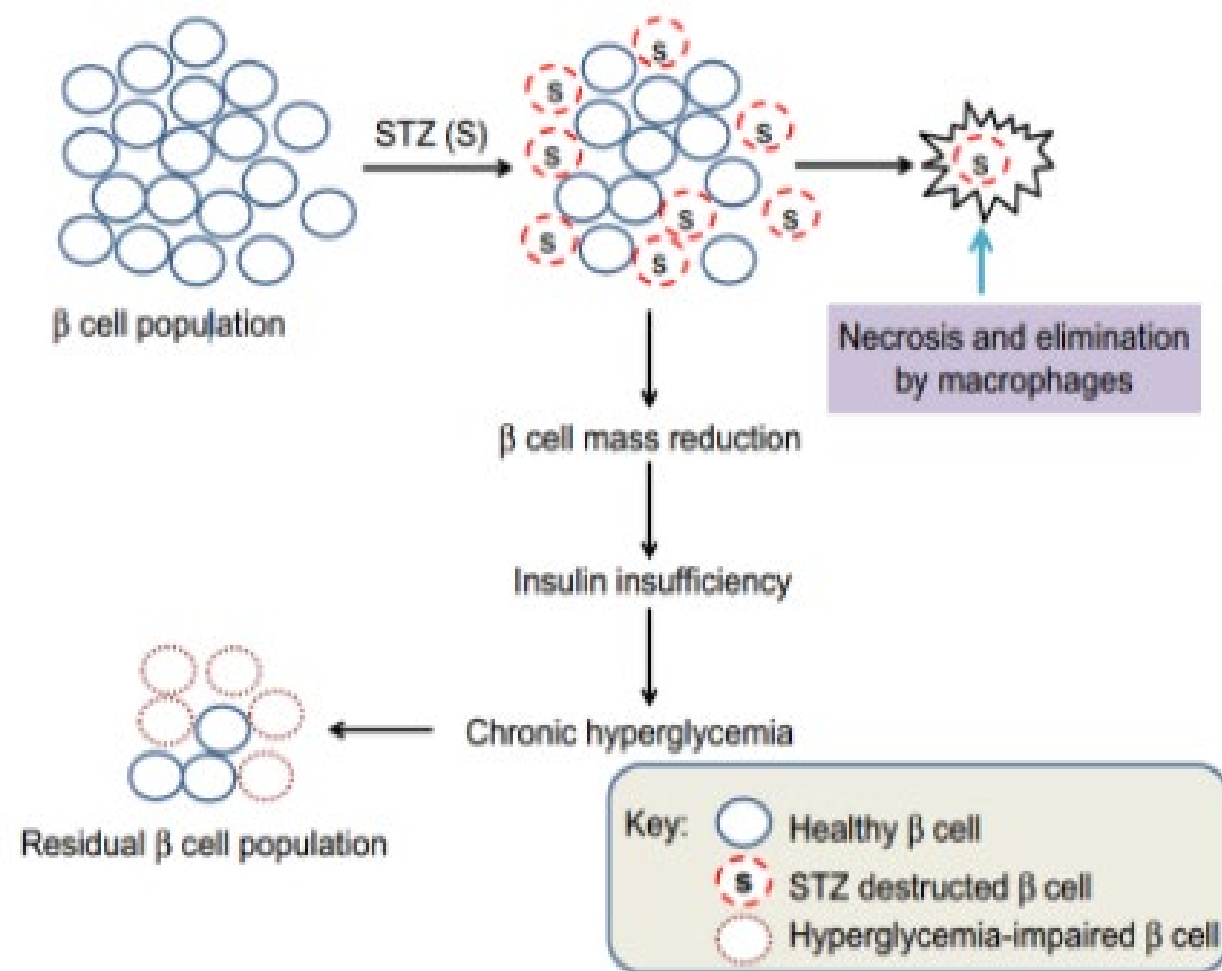 STZ (S)
S
S
S
S
S
S
S
S
S
β cell population
Necrosis and elimination
by macrophages
β cell mass reduction
Insulin insufficiency
Chronic hyperglycemia
Residual β cell population
Key:
Healthy β cell
S
STZ destructed β cell
Hyperglycemia-impaired β cell